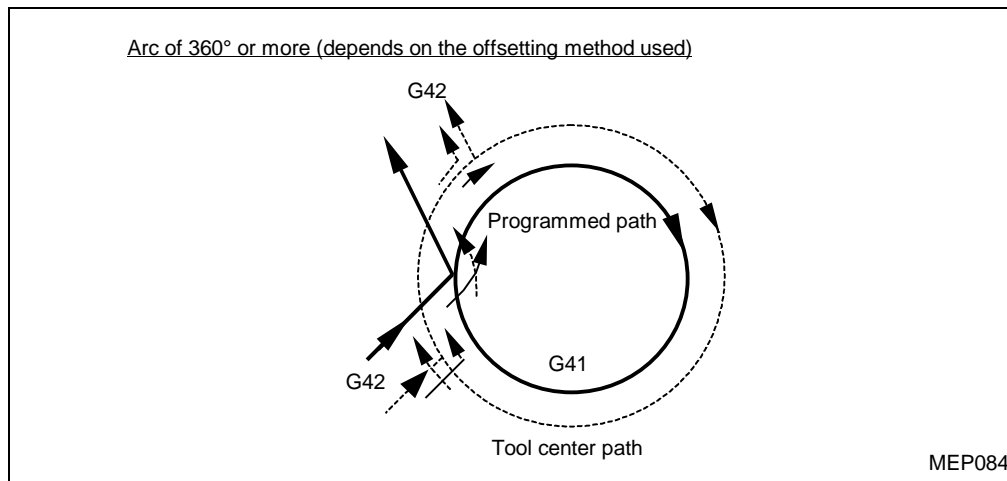 Arc of 360° or more (depends on the offsetting method used)
G42
Programmed path
G41
G42
Tool center path
MEP084